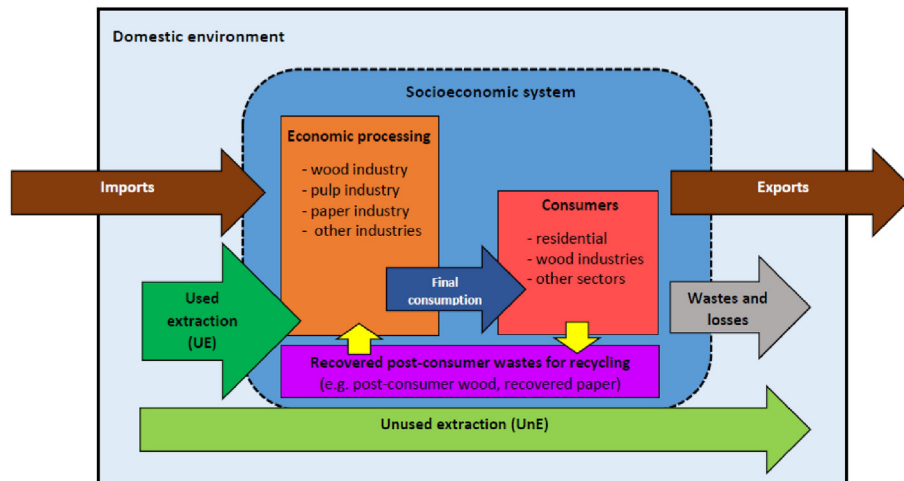 Domestic environment
Socioeconomic system
Economic processing
- wood industry
- pulp industry
- paper industry
- other industries
Imports
Exports
Consumers
- residential
- wood industries
- other sectors
Used
extraction
(UE)
Final
consumption
Wastes and
losses
Recovered post-consumer wastes for recycling
(e.g. post-consumer wood, recovered paper)
Unused extraction (UnE)